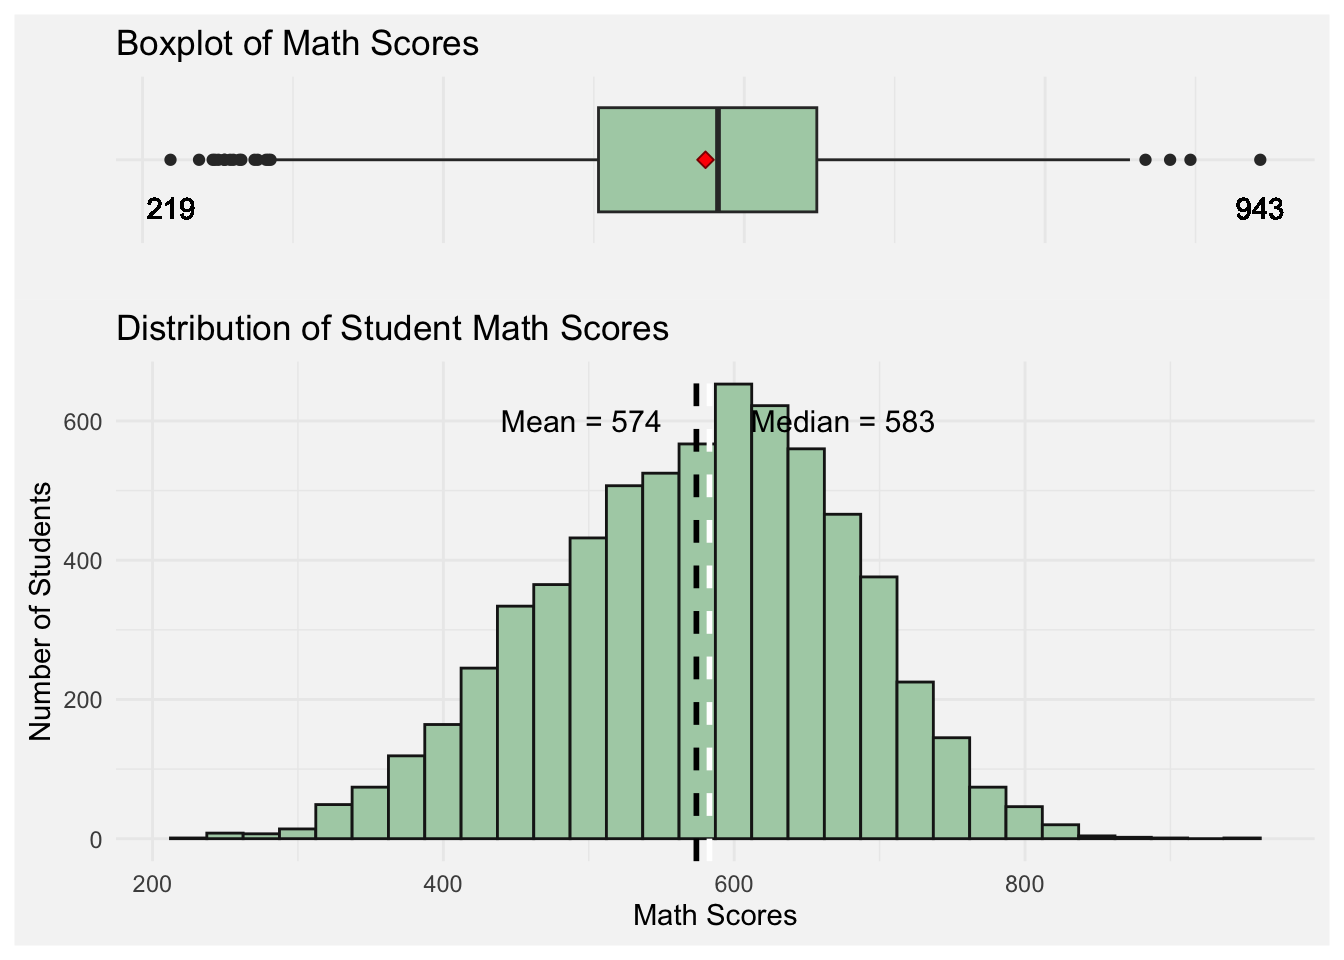 Boxplot of Math Scores
219
943
Distribution of Student Math Scores
Mean = 574
Median = 583
600
400
200
0
Number of Students
200
400
600
800
Math Scores